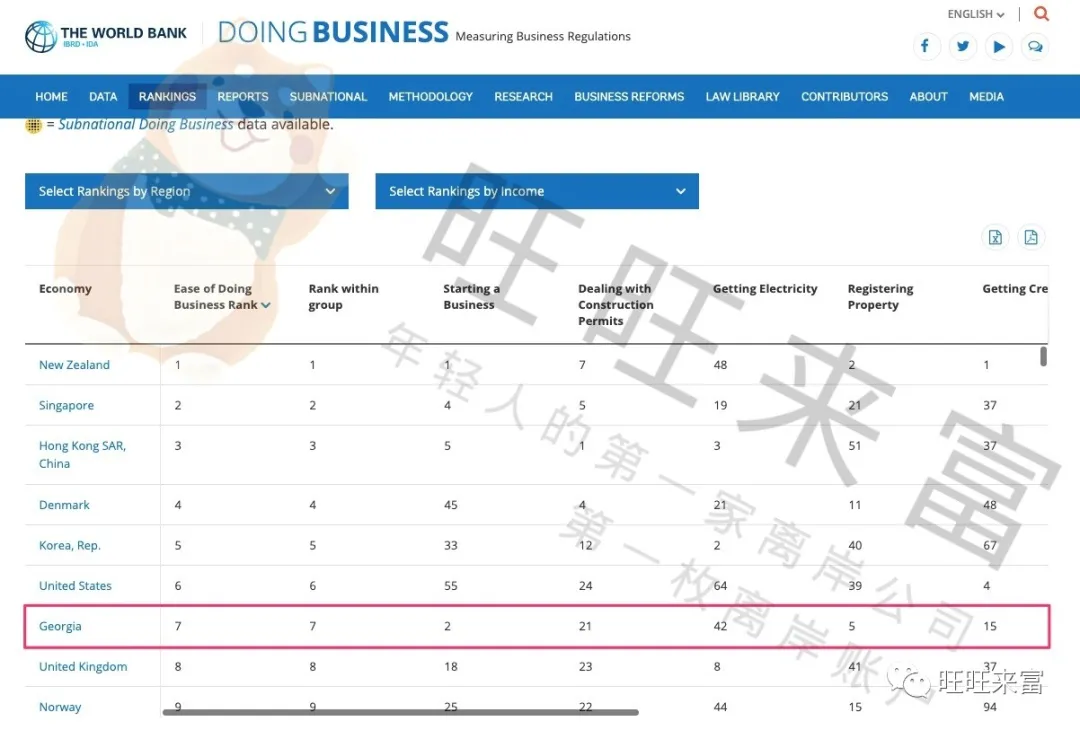 THE WORLD BANK
IBRD • IDA
DOING BUSINESS Measuring Business Regulations
ENGLISH
HOME DATA RANKINGS REPORTS SUBNATIONAL METHODOLOGY RESEARCH BUSINESS REFORMS LAW LIBRARY CONTRIBUTORS ABOUT MEDIA
= Subnational Doing Business data available.
Select Rankings by Region Select Rankings by Income
Economy Ease of Doing Business Rank Rank within group Starting a Business Dealing with Construction Permits Getting Electricity Registering Property Getting Cre
New Zealand 1 1 1 7 48 2 1
Singapore 2 2 4 5 19 21 37
Hong Kong SAR, China 3 3 5 1 3 51 37
Denmark 4 4 45 4 21 11 48
Korea, Rep. 5 5 33 12 2 40 67
United States 6 6 55 24 64 39 4
Georgia 7 7 2 21 42 5 15
United Kingdom 8 8 18 23 8 41 37
Norway 9 9 25 22 44 15 94
旺旺来富
年轻人的第一家离岸公司
第一枚离岸账户
旺旺来富